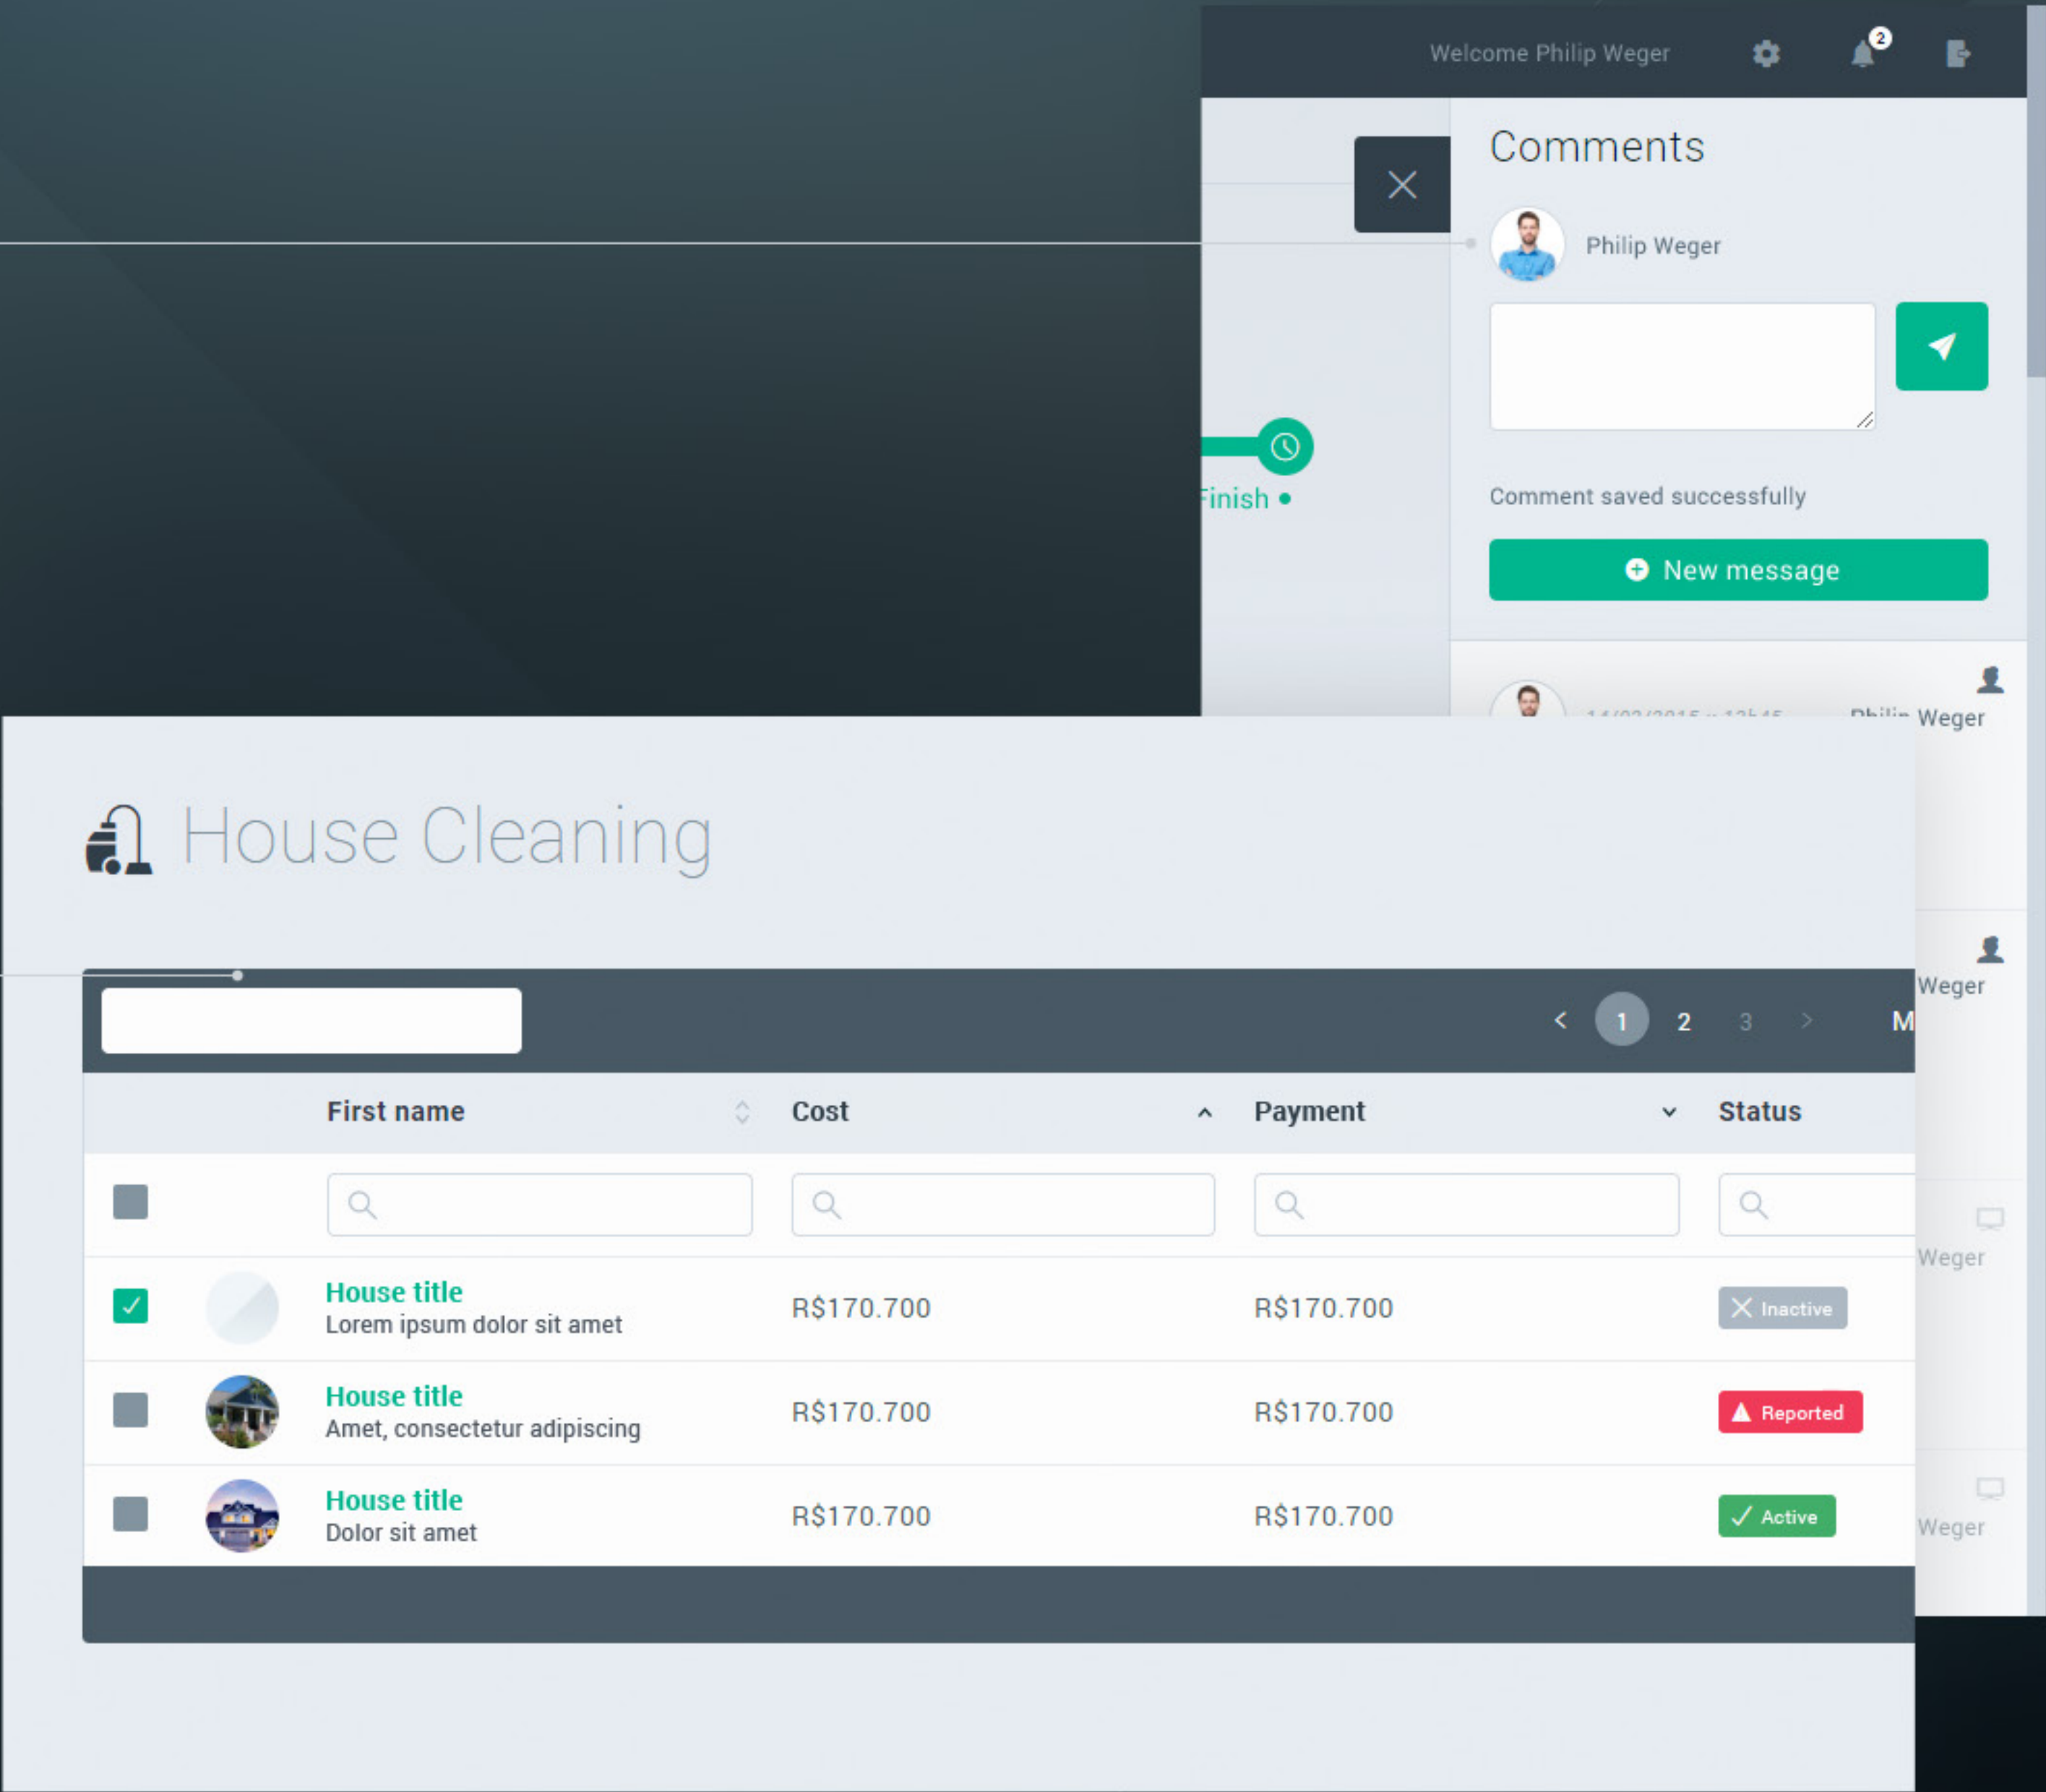 Welcome Philip Weger
2
Comments
Philip Weger
Finish •
Comment saved successfully
New message
Weger
House Cleaning
Weger
< 1 2 3 > M
First name Cost Payment Status
Weger
House title
Lorem ipsum dolor sit amet
R$170.700 R$170.700 Inactive
House title
Amet, consectetur adipiscing
R$170.700 R$170.700 Reported
House title
Dolor sit amet
R$170.700 R$170.700 Active
Weger